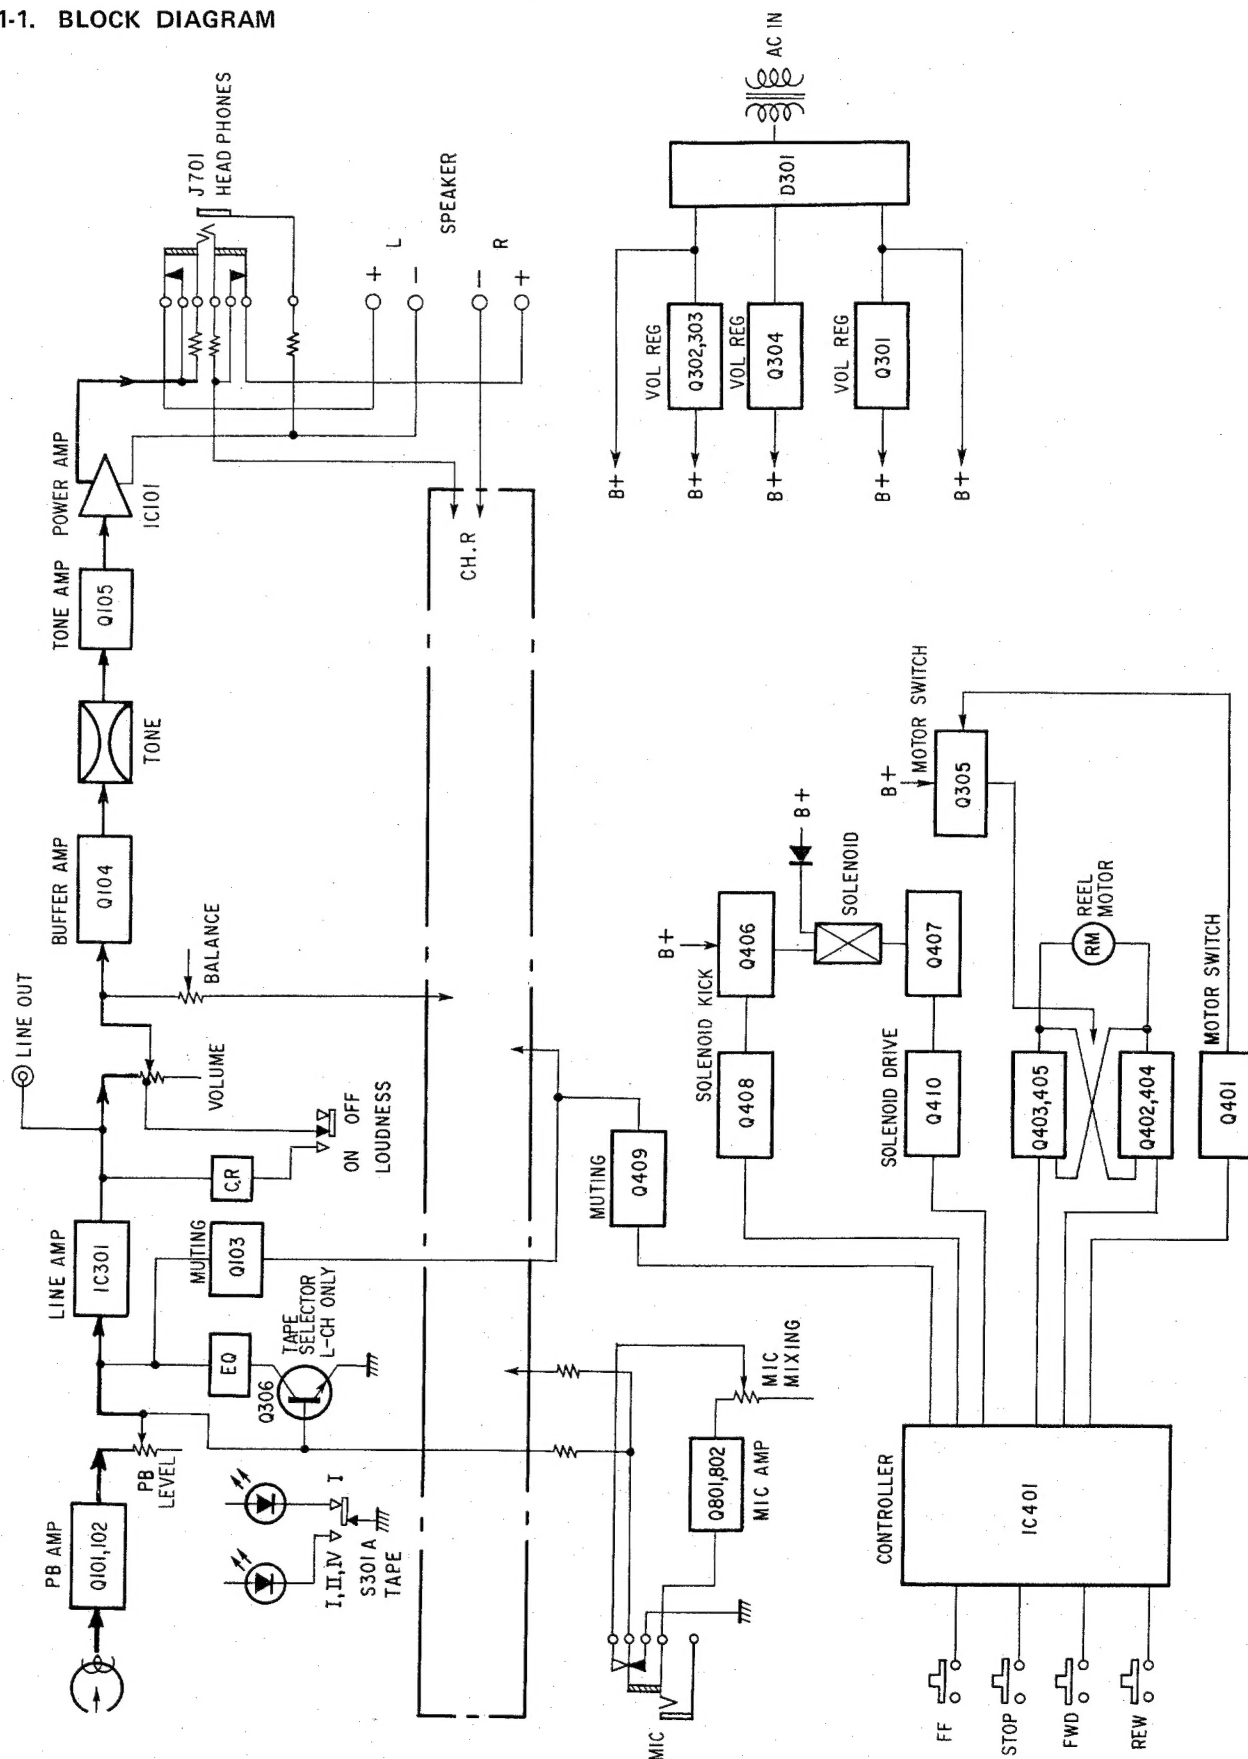 1-1. BLOCK DIAGRAM
PB AMP
Q101,102
PB
LEVEL
LINE AMP
IC301
LINE OUT
VOLUME
BALANCE
BUFFER AMP
Q104
TONE
TONE AMP
Q105
POWER AMP
IC101
J701
HEADPHONES
+
L
−
SPEAKER
−
R
+
I,II,IV
I
S301A
TAPE
Q306
TAPE
SELECTOR
L-CH ONLY
EQ
MUTING
Q103
C.R
ON OFF
LOUDNESS
CH.R
AC IN
D301
VOL REG
Q302,303
VOL REG
Q304
VOL REG
Q301
B+
B+
B+
B+
B+
MIC
Q801,802
MIC AMP
MIC
MIXING
MUTING
Q409
SOLENOID KICK
Q408
Q406
B+
SOLENOID
B+
SOLENOID DRIVE
Q410
Q407
B+
MOTOR SWITCH
Q305
REEL
MOTOR
RM
Q403,405
Q402,404
MOTOR SWITCH
Q401
CONTROLLER
IC401
FF
STOP
FWD
REW